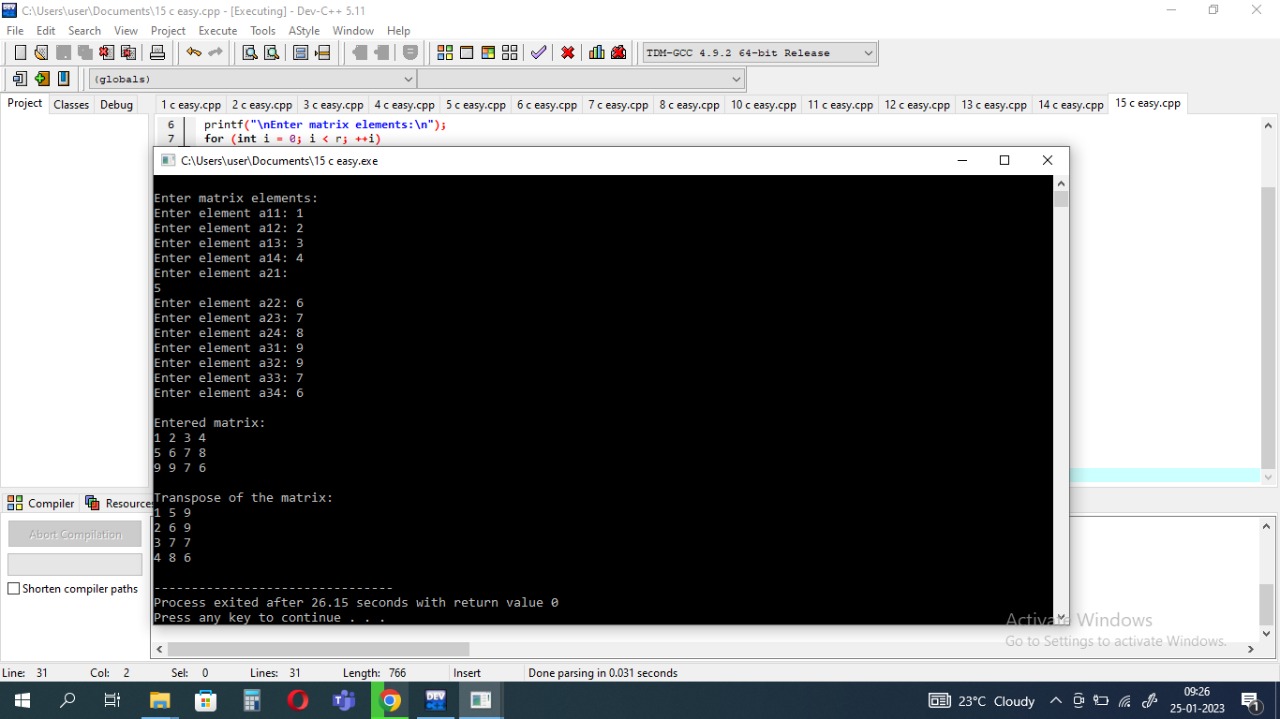 C:\Users\user\Documents\15 c easy.cpp - [Executing] - Dev-C++ 5.11
File Edit Search View Project Execute Tools AStyle Window Help
TDM-GCC 4.9.2 64-bit Release
(globals)
Project Classes Debug 1 c easy.cpp 2 c easy.cpp 3 c easy.cpp 4 c easy.cpp 5 c easy.cpp 6 c easy.cpp 7 c easy.cpp 8 c easy.cpp 10 c easy.cpp 11 c easy.cpp 12 c easy.cpp 13 c easy.cpp 14 c easy.cpp 15 c easy.cpp
6 printf("\nEnter matrix elements:\n");
7 for (int i = 0; i < r; ++i)
C:\Users\user\Documents\15 c easy.exe
Enter matrix elements:
Enter element a11: 1
Enter element a12: 2
Enter element a13: 3
Enter element a14: 4
Enter element a21:
5
Enter element a22: 6
Enter element a23: 7
Enter element a24: 8
Enter element a31: 9
Enter element a32: 9
Enter element a33: 7
Enter element a34: 6
Entered matrix:
1 2 3 4
5 6 7 8
9 9 7 6
Transpose of the matrix:
1 5 9
2 6 9
3 7 7
4 8 6
--------------------------------
Process exited after 26.15 seconds with return value 0
Press any key to continue . . .
Compiler Resources
Abort Compilation
Shorten compiler paths
Activate Windows
Go to Settings to activate Windows.
Line: 31 Col: 2 Sel: 0 Lines: 31 Length: 766 Insert Done parsing in 0.031 seconds
23°C Cloudy
09:26
25-01-2023
1